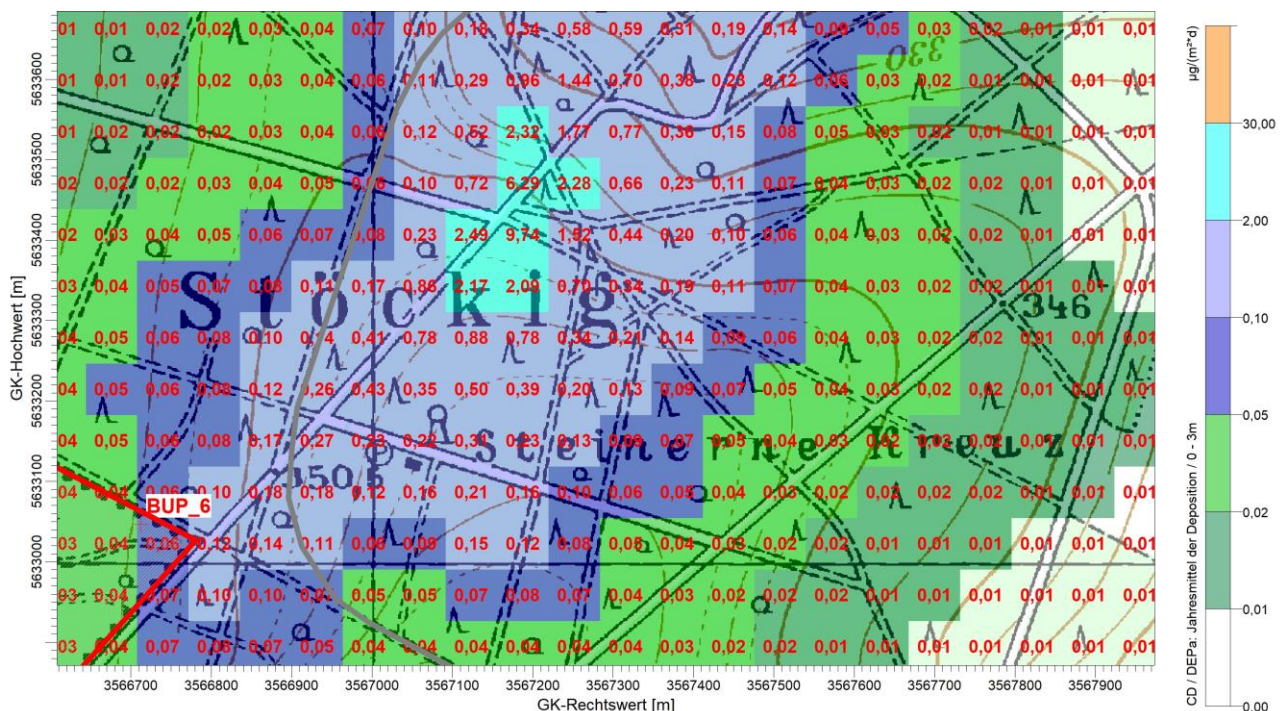 µg/(m²*d)
01 0,01 0,02 0,02 0,03 0,04 0,07 0,10 0,18 0,34 0,58 0,59 0,31 0,19 0,14 0,09 0,05 0,03 0,02 0,01 0,01 0,01
330
5633600
01 0,01 0,02 0,02 0,03 0,04 0,06 0,11 0,29 0,96 1,44 0,70 0,38 0,23 0,12 0,06 0,03 0,02 0,01 0,01 0,01
30,00
01 0,02 0,02 0,02 0,03 0,04 0,06 0,12 0,52 2,32 1,77 0,77 0,36 0,15 0,08 0,05 0,03 0,02 0,01 0,01 0,01 0,01
5633500
02 0,02 0,02 0,03 0,04 0,05 0,06 0,10 0,72 6,29 2,28 0,66 0,23 0,11 0,07 0,04 0,03 0,02 0,02 0,01 0,01 0,01
2,00
5633400
02 0,03 0,04 0,05 0,06 0,07 0,08 0,23 2,49 9,74 1,52 0,44 0,20 0,10 0,06 0,04 0,03 0,02 0,02 0,01 0,01 0,01
03 0,04 0,05 0,07 0,08 0,11 0,17 0,86 2,17 2,09 0,70 0,34 0,19 0,11 0,07 0,04 0,03 0,02 0,02 0,01 0,01 0,01
Stöckig
346
5633300
0,10
04 0,05 0,06 0,08 0,10 0,14 0,41 0,78 0,88 0,78 0,34 0,21 0,14 0,09 0,06 0,04 0,03 0,02 0,02 0,01 0,01 0,01
04 0,05 0,06 0,08 0,12 0,26 0,43 0,35 0,50 0,39 0,20 0,13 0,09 0,07 0,05 0,04 0,03 0,02 0,02 0,01 0,01 0,01
5633200
0,05
04 0,05 0,06 0,08 0,17 0,27 0,23 0,22 0,31 0,23 0,13 0,09 0,07 0,05 0,04 0,03 0,02 0,02 0,02 0,01 0,01 0,01
Steinerne Kreuz
5633100
350
04 0,04 0,06 0,10 0,18 0,18 0,12 0,16 0,21 0,16 0,10 0,06 0,05 0,04 0,03 0,02 0,02 0,02 0,01 0,01 0,01
BUP_6
0,02
03 0,04 0,06 0,12 0,14 0,11 0,06 0,08 0,15 0,12 0,08 0,06 0,04 0,03 0,02 0,02 0,01 0,01 0,01 0,01 0,01 0,01
5633000
03 0,04 0,07 0,10 0,10 0,07 0,05 0,05 0,07 0,08 0,07 0,04 0,03 0,02 0,02 0,01 0,01 0,01 0,01 0,01 0,01
0,01
0,04 0,07 0,08 0,07 0,05 0,04 0,04 0,04 0,04 0,04 0,03 0,03 0,02 0,02 0,01 0,01 0,01 0,01 0,01 0,01
0,00
GK-Hochwert [m]
3566700 3566800 3566900 3567000 3567100 3567200 3567300 3567400 3567500 3567600 3567700 3567800 3567900
GK-Rechtswert [m]
CD / DEPa: Jahresmittel der Deposition / 0 - 3m